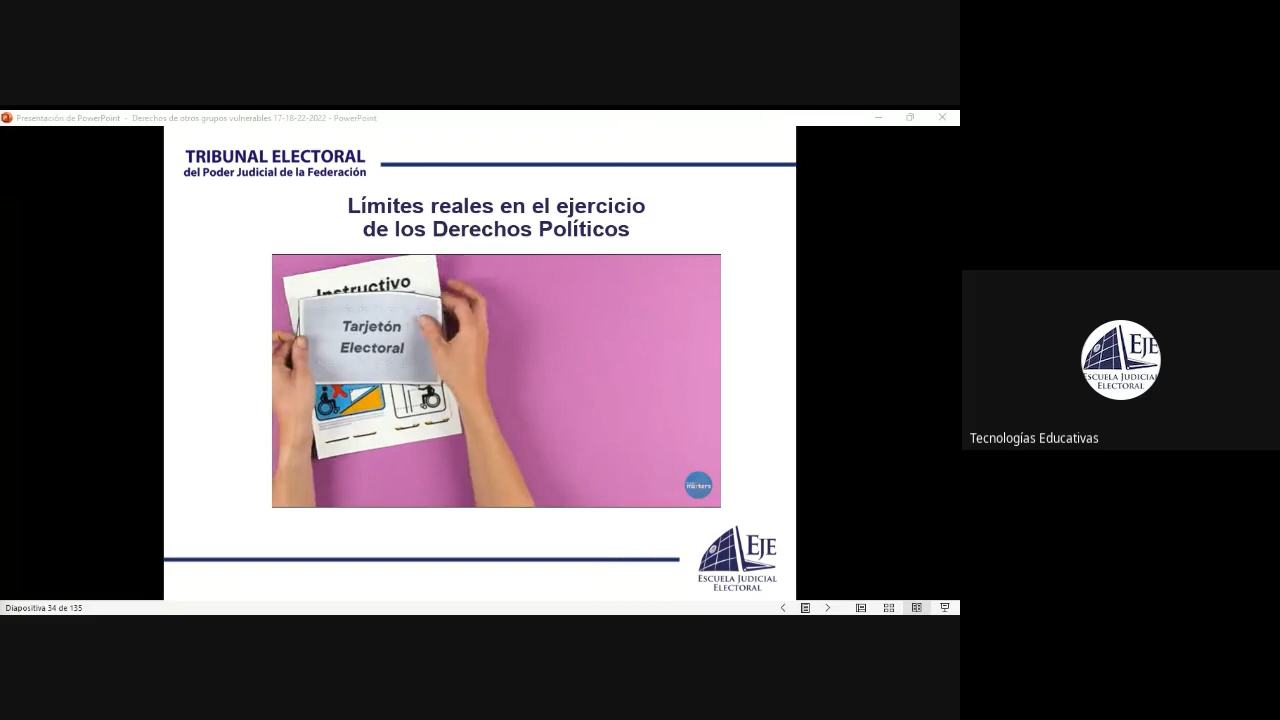 Presentación de PowerPoint - Derechos de otros grupos vulnerables 17-18-22-2022 - PowerPoint
TRIBUNAL ELECTORAL
del Poder Judicial de la Federación
Límites reales en el ejercicio
de los Derechos Políticos
Instructivo
Tarjetón
Electoral
EJE
ESCUELA JUDICIAL
ELECTORAL
Diapositiva 34 de 135
EJE
ESCUELA JUDICIAL
ELECTORAL
Tecnologías Educativas